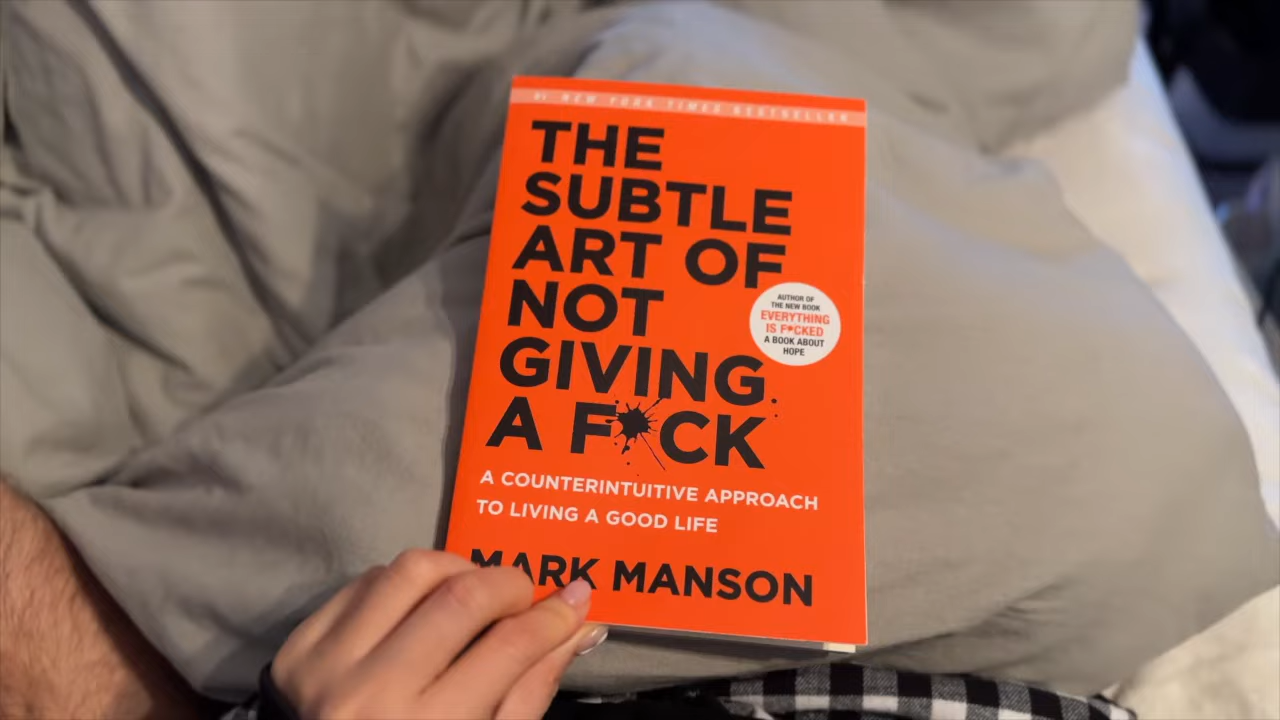 #1 NEW YORK TIMES BESTSELLER
THE
SUBTLE
ART OF
NOT
GIVING
A F*CK
AUTHOR OF
THE NEW BOOK
EVERYTHING
IS F*CKED
A BOOK ABOUT
HOPE
A COUNTERINTUITIVE APPROACH
TO LIVING A GOOD LIFE
MARK MANSON